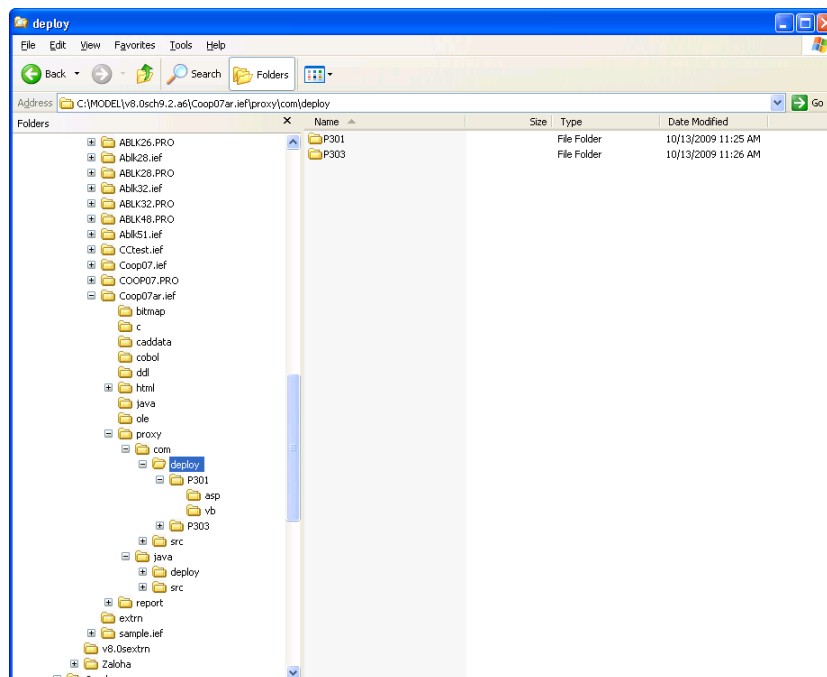 deploy
File Edit View Favorites Tools Help
Back Search Folders
Address C:\MODEL\v8.0sch9.2.a6\Coop07ar.ief\proxy\com\deploy Go
Folders Name Size Type Date Modified
ABLK26.PRO P301 File Folder 10/13/2009 11:25 AM
Ablk28.ief P303 File Folder 10/13/2009 11:26 AM
ABLK28.PRO
Ablk32.ief
ABLK32.PRO
ABLK48.PRO
Ablk51.ief
CCtest.ief
Coop07.ief
COOP07.PRO
Coop07ar.ief
bitmap
c
caddata
cobol
ddl
html
java
ole
proxy
com
deploy
P301
asp
vb
P303
src
java
deploy
src
report
extrn
sample.ief
v8.0sextrn
Zaloha